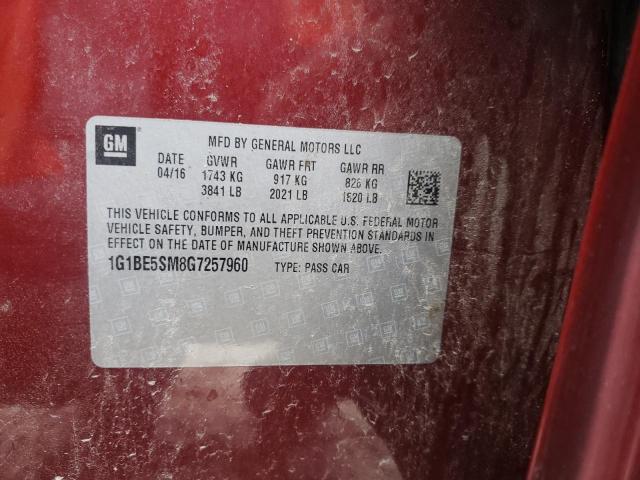 GM
MFD BY GENERAL MOTORS LLC
DATE GVWR GAWR FRT GAWR RR
04/16 1743 KG 917 KG 826 KG
3841 LB 2021 LB 1820 LB
THIS VEHICLE CONFORMS TO ALL APPLICABLE U.S. FEDERAL MOTOR
VEHICLE SAFETY, BUMPER, AND THEFT PREVENTION STANDARDS IN
EFFECT ON THE DATE OF MANUFACTURE SHOWN ABOVE.
1G1BE5SM8G7257960 TYPE: PASS CAR